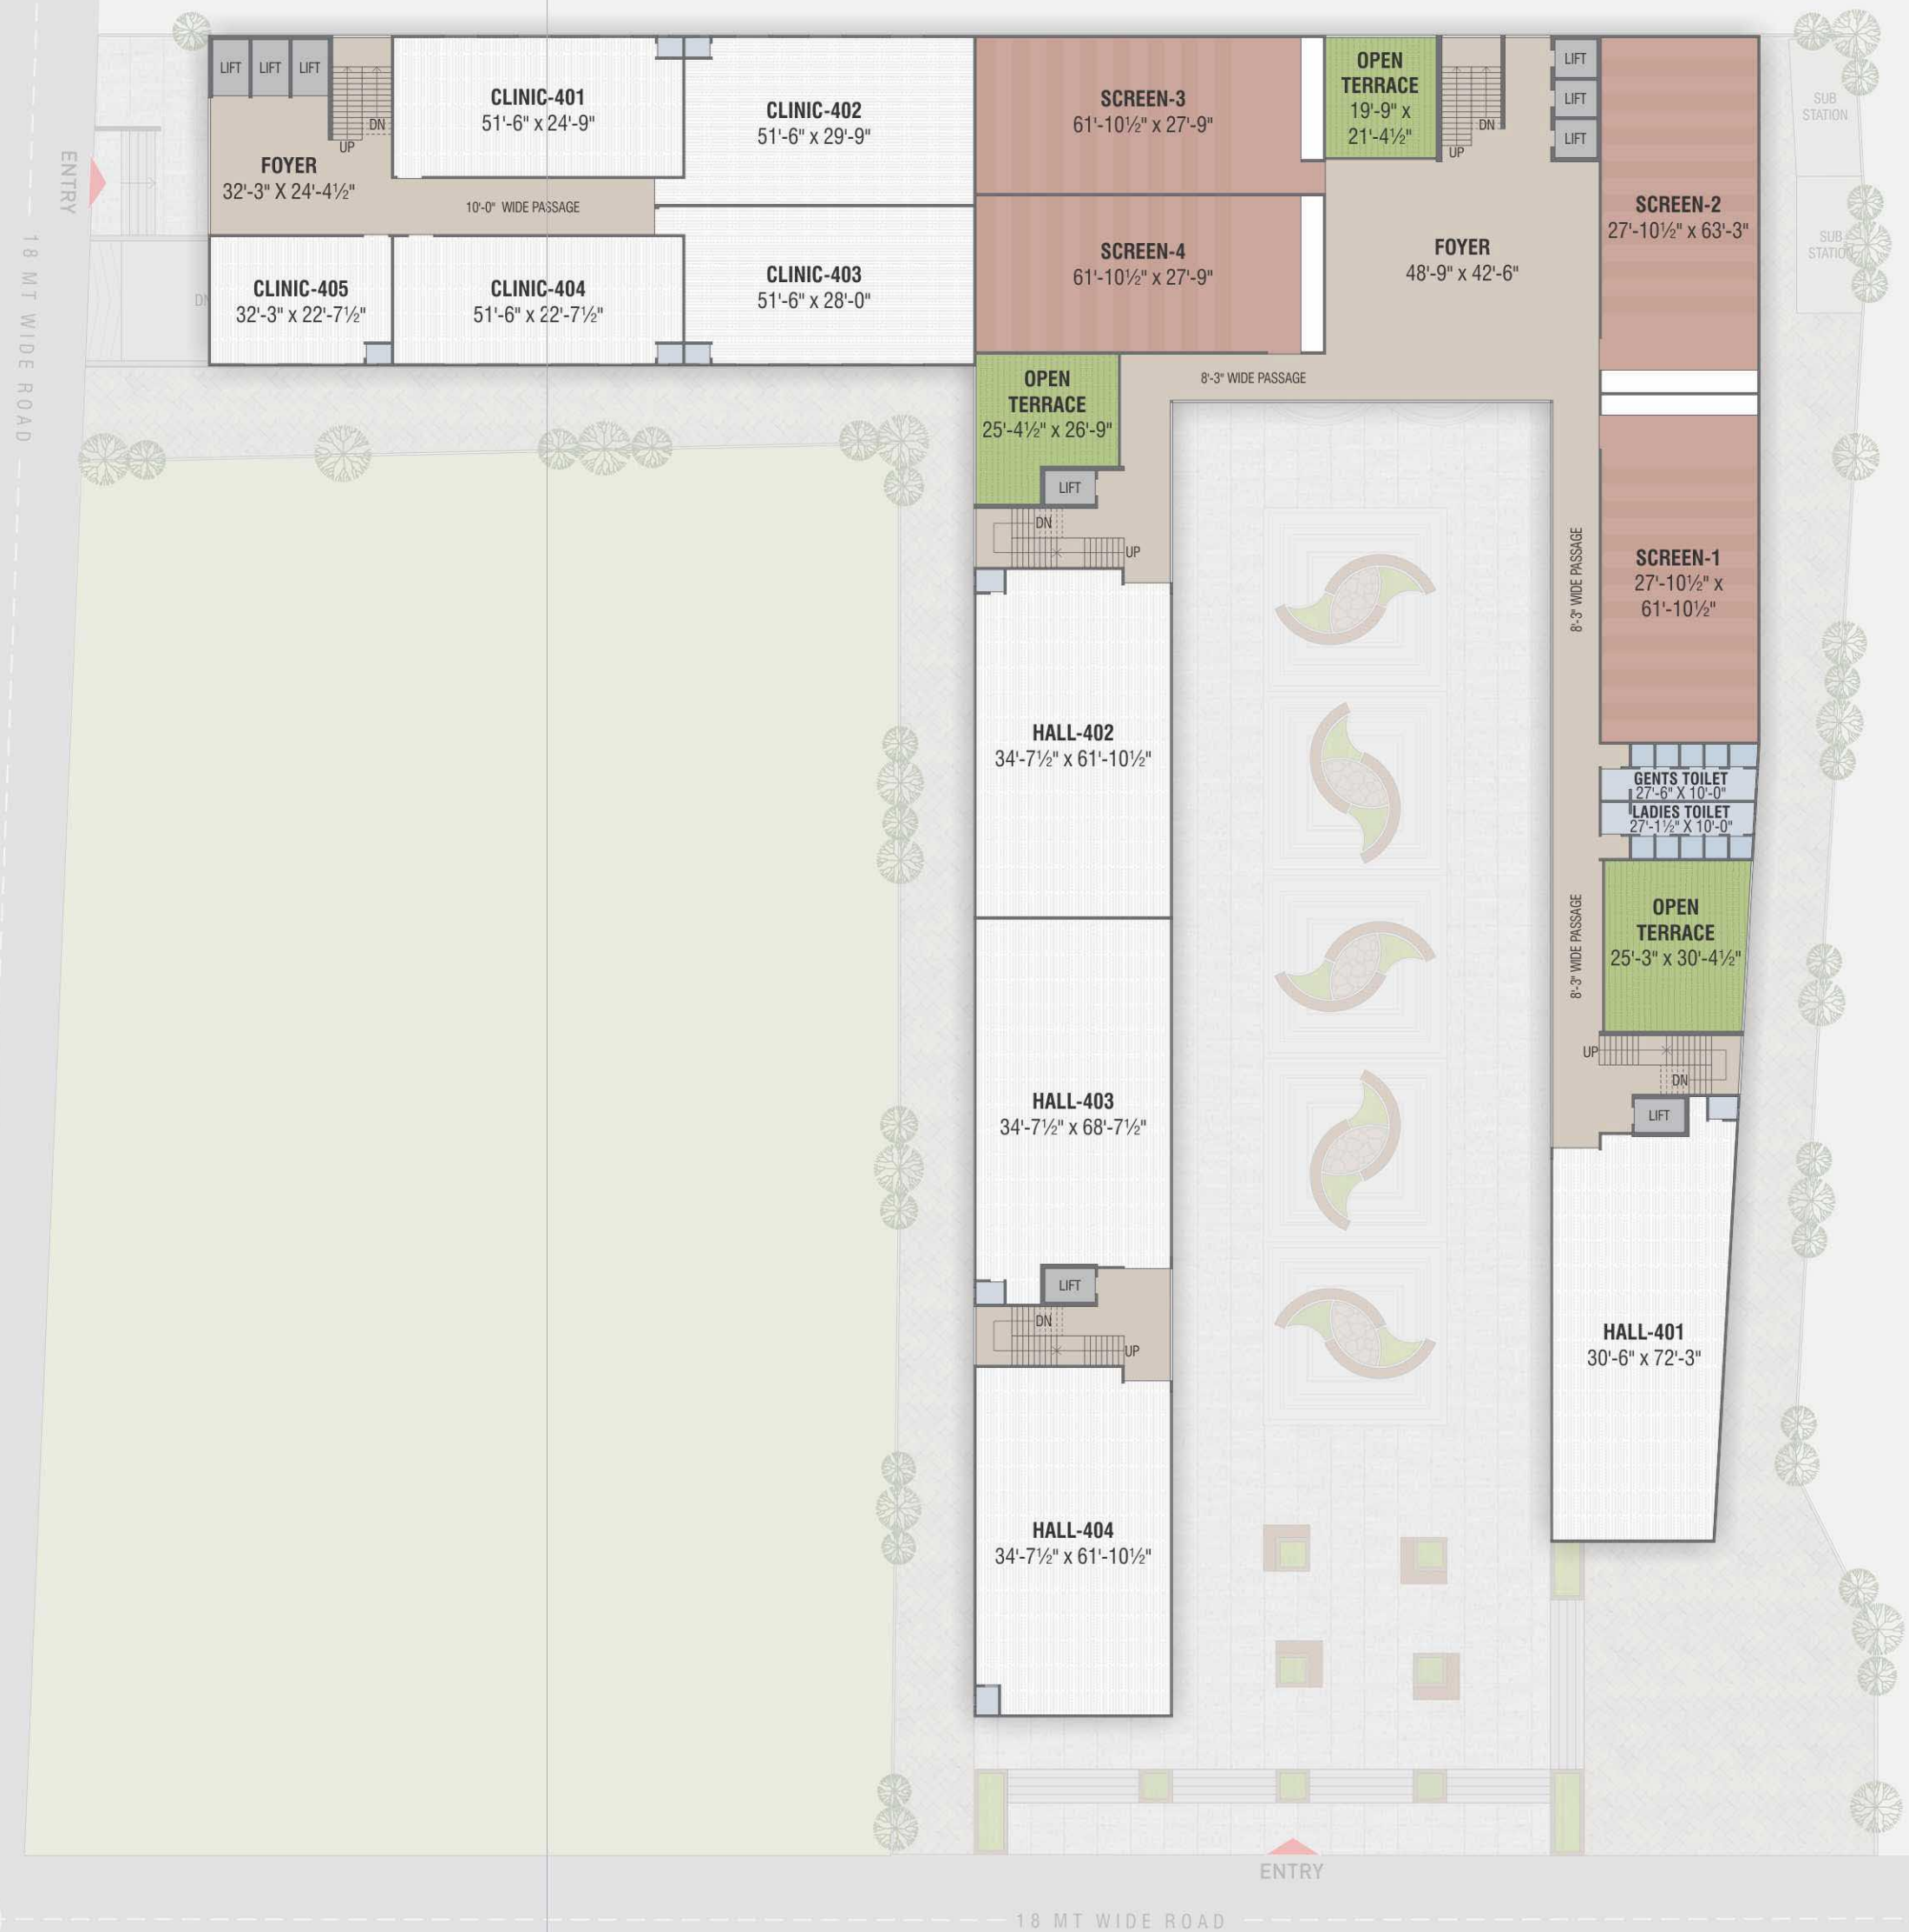 LIFT
LIFT
LIFT
DN
UP
FOYER
32'-3" X 24'-4½"
CLINIC-401
51'-6" x 24'-9"
CLINIC-402
51'-6" x 29'-9"
10'-0" WIDE PASSAGE
CLINIC-403
51'-6" x 28'-0"
CLINIC-404
51'-6" x 22'-7½"
CLINIC-405
32'-3" x 22'-7½"
DN
ENTRY
18 MT WIDE ROAD
SCREEN-3
61'-10½" x 27'-9"
SCREEN-4
61'-10½" x 27'-9"
OPEN
TERRACE
19'-9" x
21'-4½"
DN
UP
LIFT
LIFT
LIFT
FOYER
48'-9" x 42'-6"
SCREEN-2
27'-10½" x 63'-3"
SUB
STATION
SUB
STATION
8'-3" WIDE PASSAGE
OPEN
TERRACE
25'-4½" x 26'-9"
LIFT
DN
UP
8'-3" WIDE PASSAGE
SCREEN-1
27'-10½" x
61'-10½"
HALL-402
34'-7½" x 61'-10½"
GENTS TOILET
27'-6" X 10'-0"
LADIES TOILET
27'-1½" X 10'-0"
8'-3" WIDE PASSAGE
OPEN
TERRACE
25'-3" x 30'-4½"
UP
DN
LIFT
HALL-403
34'-7½" x 68'-7½"
LIFT
DN
UP
HALL-401
30'-6" x 72'-3"
HALL-404
34'-7½" x 61'-10½"
ENTRY
18 MT WIDE ROAD